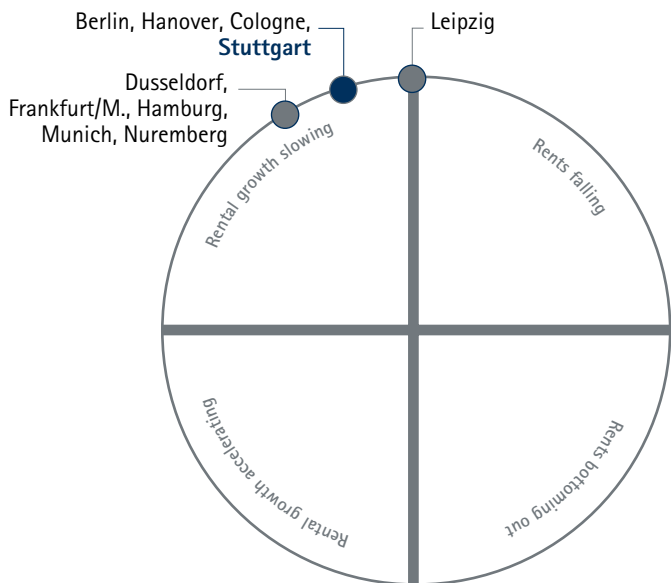 Berlin, Hanover, Cologne,
Stuttgart
Leipzig
Dusseldorf,
Frankfurt/M., Hamburg,
Munich, Nuremberg
Rental growth slowing
Rents falling
Rental growth accelerating
Rents bottoming out